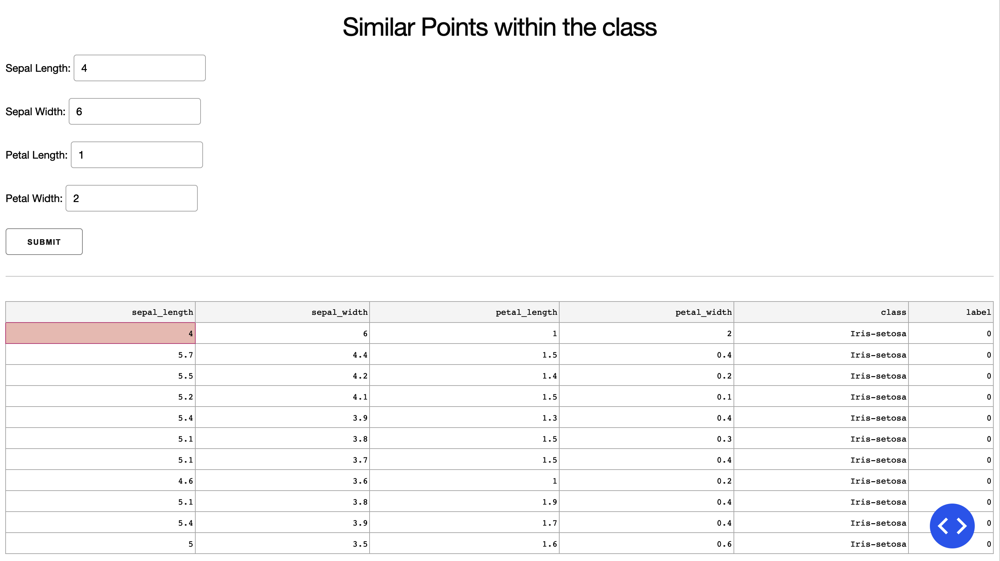 Similar Points within the class
Sepal Length: 4
Sepal Width: 6
Petal Length: 1
Petal Width: 2
SUBMIT
sepal_length sepal_width petal_length petal_width class label
4 6 1 2 Iris-setosa 0
5.7 4.4 1.5 0.4 Iris-setosa 0
5.5 4.2 1.4 0.2 Iris-setosa 0
5.2 4.1 1.5 0.1 Iris-setosa 0
5.4 3.9 1.3 0.4 Iris-setosa 0
5.1 3.8 1.5 0.3 Iris-setosa 0
5.1 3.7 1.5 0.4 Iris-setosa 0
4.6 3.6 1 0.2 Iris-setosa 0
5.1 3.8 1.9 0.4 Iris-setosa 0
5.4 3.9 1.7 0.4 Iris-setosa 0
5 3.5 1.6 0.6 Iris-setosa 0